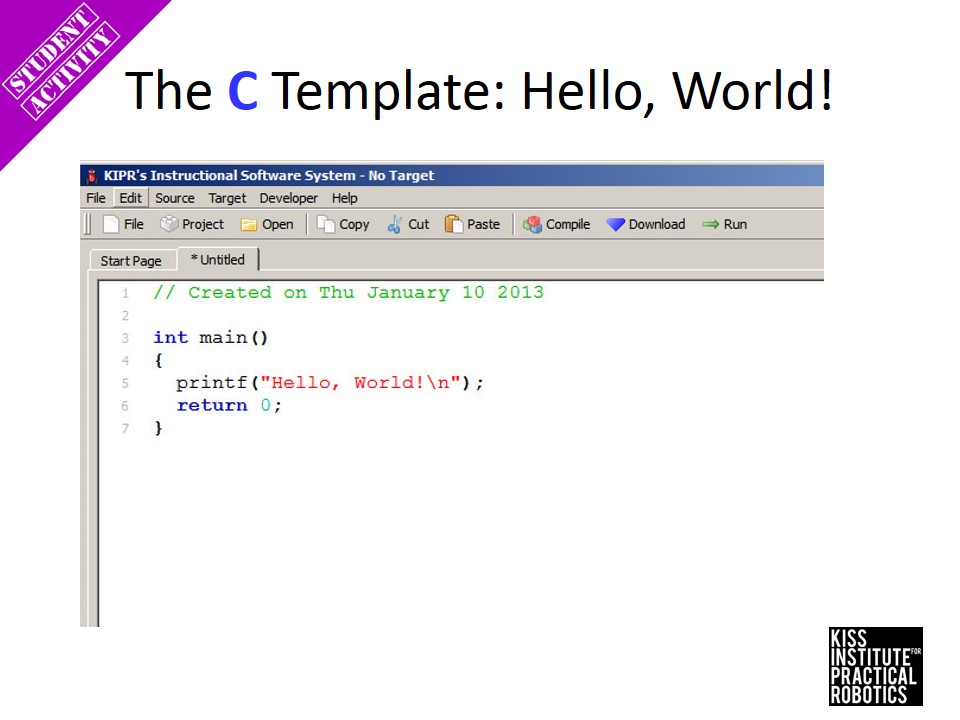 STUDENT
ACTIVITY
The C Template: Hello, World!
KIPR's Instructional Software System - No Target
File Edit Source Target Developer Help
File Project Open Copy Cut Paste Compile Download Run
Start Page * Untitled
1 // Created on Thu January 10 2013
2
3 int main()
4 {
5 printf("Hello, World!\n");
6 return 0;
7 }
KISS
INSTITUTE FOR
PRACTICAL
ROBOTICS